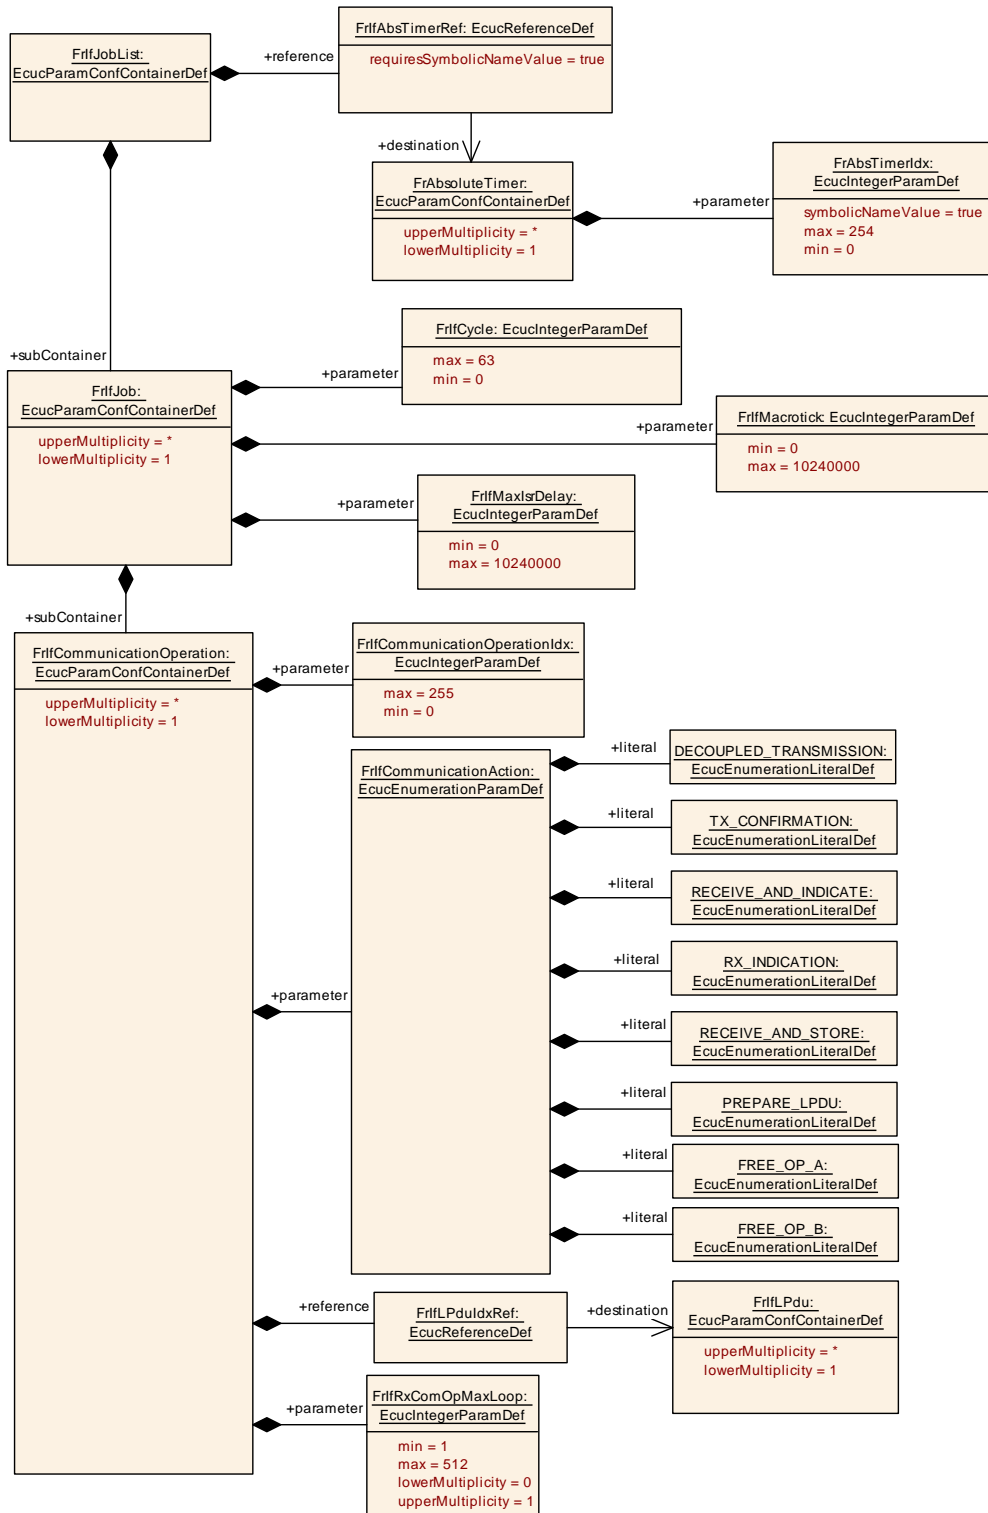 FrIfJobList:
EcucParamConfContainerDef
+reference
FrIfAbsTimerRef: EcucReferenceDef
requiresSymbolicNameValue = true
+destination
FrAbsoluteTimer:
EcucParamConfContainerDef
upperMultiplicity = *
lowerMultiplicity = 1
+parameter
FrAbsTimerIdx:
EcucIntegerParamDef
symbolicNameValue = true
max = 254
min = 0
+subContainer
FrIfJob:
EcucParamConfContainerDef
upperMultiplicity = *
lowerMultiplicity = 1
+parameter
FrIfCycle: EcucIntegerParamDef
max = 63
min = 0
+parameter
FrIfMacrotick: EcucIntegerParamDef
min = 0
max = 10240000
+parameter
FrIfMaxIsrDelay:
EcucIntegerParamDef
min = 0
max = 10240000
+subContainer
FrIfCommunicationOperation:
EcucParamConfContainerDef
upperMultiplicity = *
lowerMultiplicity = 1
+parameter
FrIfCommunicationOperationIdx:
EcucIntegerParamDef
max = 255
min = 0
+parameter
FrIfCommunicationAction:
EcucEnumerationParamDef
+literal
DECOUPLED_TRANSMISSION:
EcucEnumerationLiteralDef
+literal
TX_CONFIRMATION:
EcucEnumerationLiteralDef
+literal
RECEIVE_AND_INDICATE:
EcucEnumerationLiteralDef
+literal
RX_INDICATION:
EcucEnumerationLiteralDef
+literal
RECEIVE_AND_STORE:
EcucEnumerationLiteralDef
+literal
PREPARE_LPDU:
EcucEnumerationLiteralDef
+literal
FREE_OP_A:
EcucEnumerationLiteralDef
+literal
FREE_OP_B:
EcucEnumerationLiteralDef
+reference
FrIfLPduIdxRef:
EcucReferenceDef
+destination
FrIfLPdu:
EcucParamConfContainerDef
upperMultiplicity = *
lowerMultiplicity = 1
+parameter
FrIfRxComOpMaxLoop:
EcucIntegerParamDef
min = 1
max = 512
lowerMultiplicity = 0
upperMultiplicity = 1